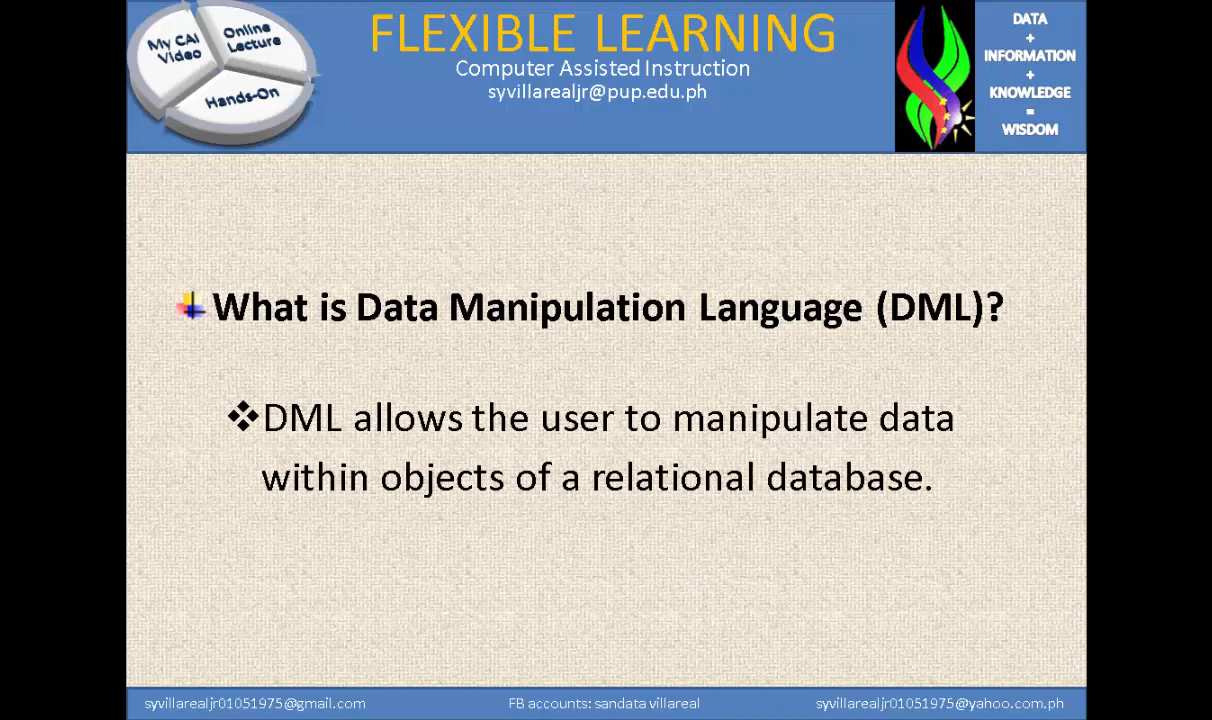 My CAI
Video
Online
Lecture
Hands-On
FLEXIBLE LEARNING
Computer Assisted Instruction
syvillarealjr@pup.edu.ph
DATA
+
INFORMATION
+
KNOWLEDGE
=
WISDOM
What is Data Manipulation Language (DML)?
❖DML allows the user to manipulate data
within objects of a relational database.
syvillarealjr01051975@gmail.com
FB accounts: sandata villareal
syvillarealjr01051975@yahoo.com.ph